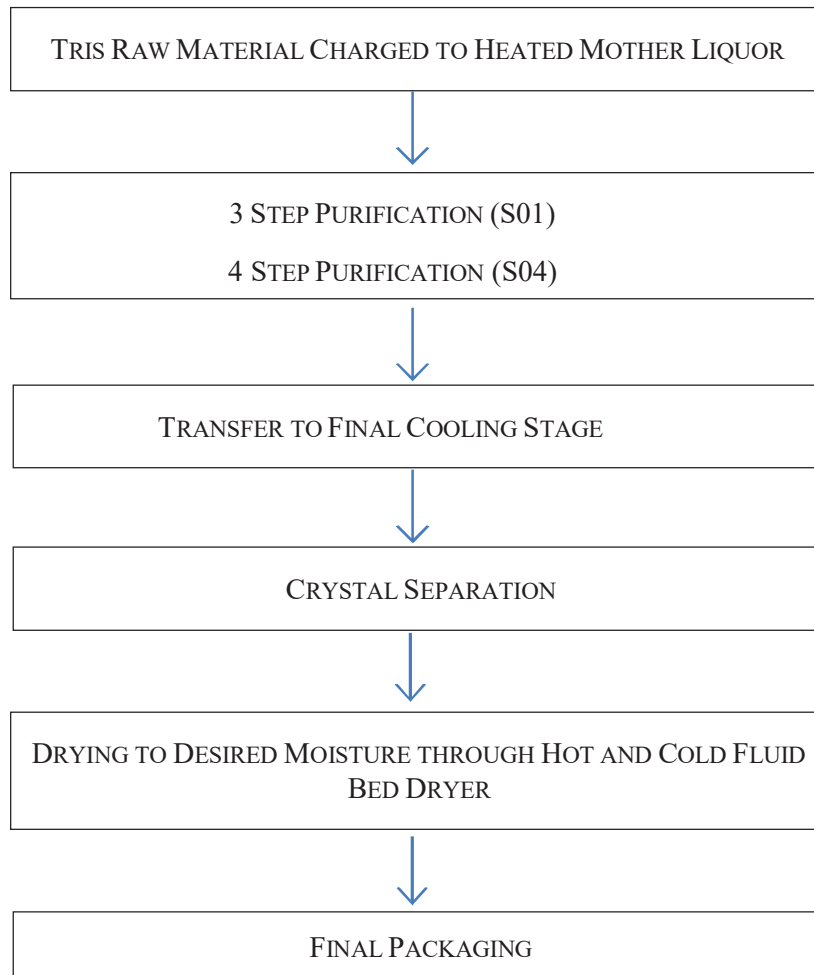 TRIS RAW MATERIAL CHARGED TO HEATED MOTHER LIQUOR
3 STEP PURIFICATION (S01)
4 STEP PURIFICATION (S04)
TRANSFER TO FINAL COOLING STAGE
CRYSTAL SEPARATION
DRYING TO DESIRED MOISTURE THROUGH HOT AND COLD FLUID
BED DRYER
FINAL PACKAGING